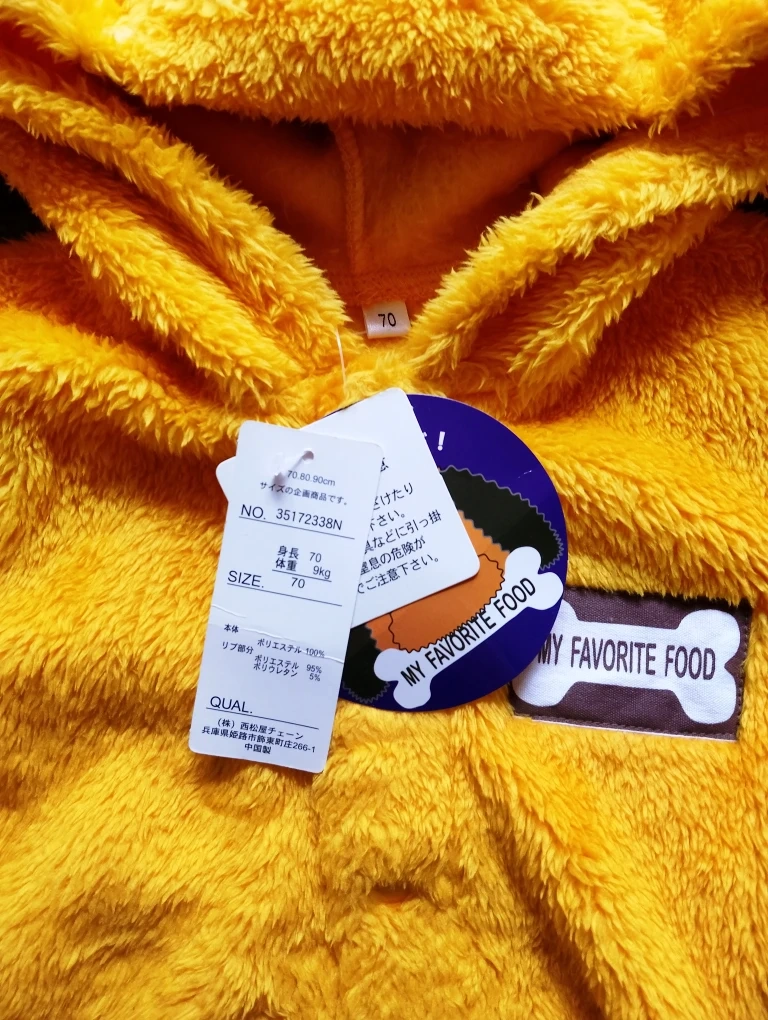 70
70.80.90cm
サイズの企画商品です。
NO. 35172338N
身長 70
体重 9kg
SIZE. 70
本体
ポリエステル 100%
リブ部分
ポリエステル 95%
ポリウレタン 5%
QUAL.
(株)西松屋チェーン
兵庫県姫路市飾東町庄266-1
中国製
!
けたり
下さい。
などに引っ掛
窒息の危険が
ご注意下さい。
MY FAVORITE FOOD
MY FAVORITE FOOD